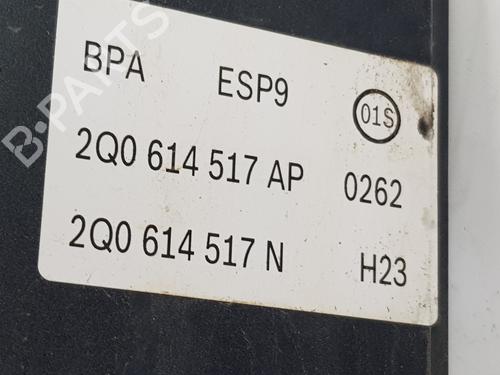 BPA ESP9 01S
2Q0 614 517 AP 0262
2Q0 614 517 N H23
B-PARTS